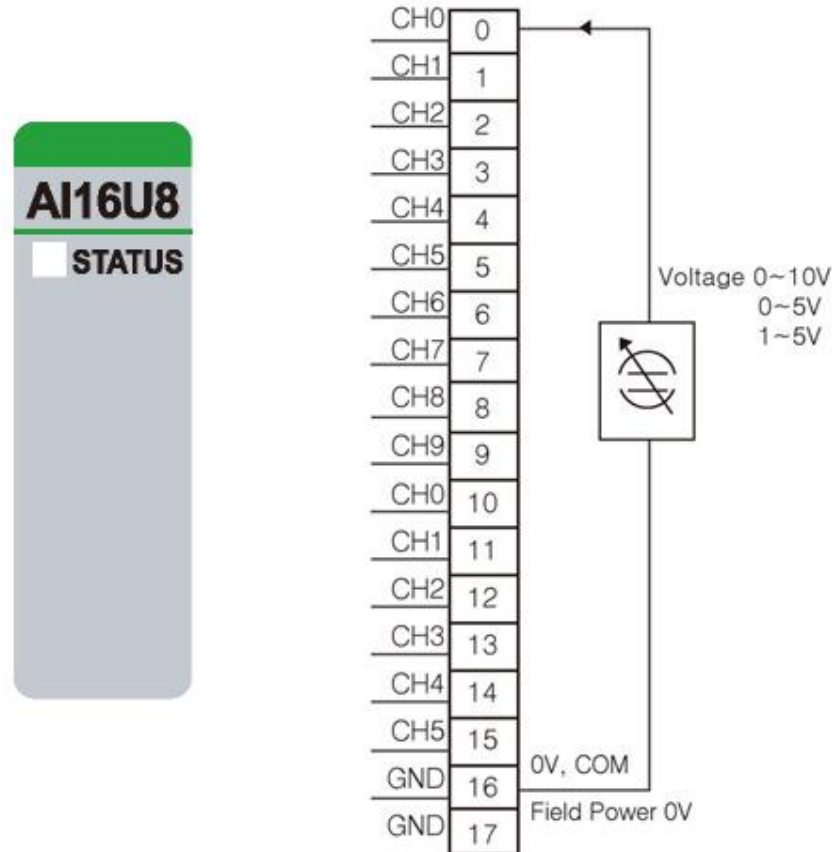 AI16U8
STATUS
CH0 0
CH1 1
CH2 2
CH3 3
CH4 4
CH5 5
CH6 6
CH7 7
CH8 8
CH9 9
CH0 10
CH1 11
CH2 12
CH3 13
CH4 14
CH5 15
GND 16
GND 17
Voltage 0~10V
0~5V
1~5V
0V, COM
Field Power 0V